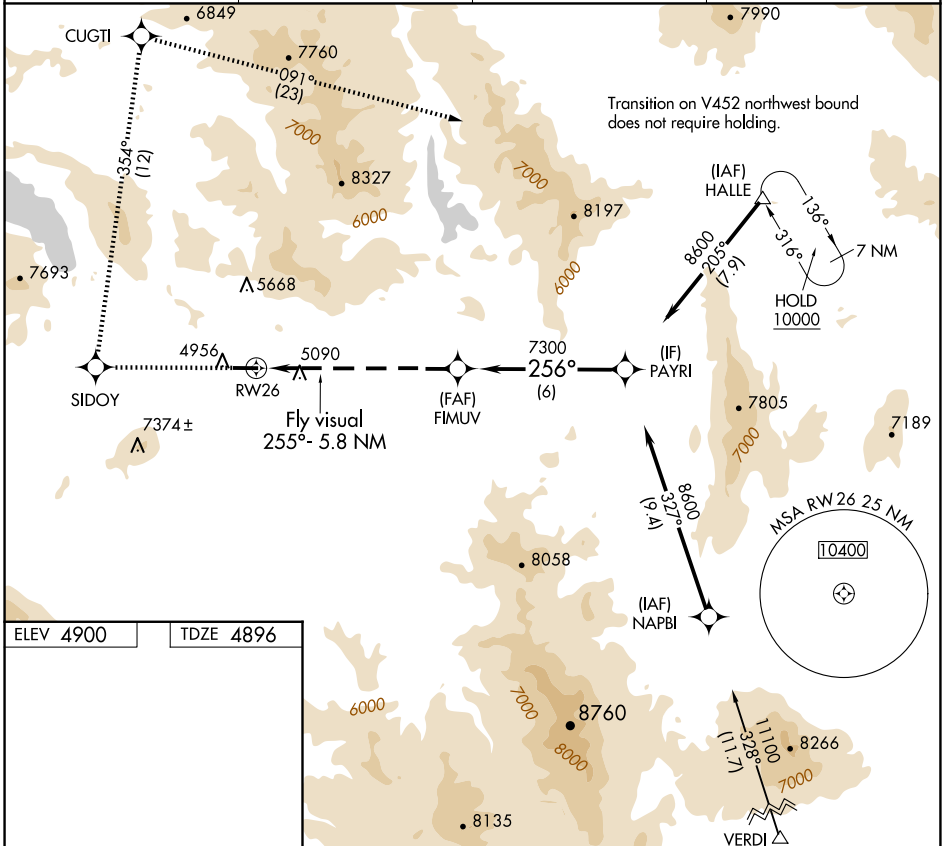 6849
7990
CUGTI
7760
091°
(23)
Transition on V452 northwest bound
does not require holding.
7000
354°
(12)
8327
7000
(IAF)
HALLE
136°
6000
8197
8600
205°
(7.9)
316°
7 NM
7693
5668
6000
HOLD
10000
4956
5090
7300
256°
(6)
(IF)
PAYRI
SIDOY
RW26
(FAF)
FIMUV
Fly visual
255°- 5.8 NM
7805
7374±
7000
7189
8600
327°
(9.4)
MSA RW26 25 NM
10400
8058
(IAF)
NAPBI
ELEV 4900
TDZE 4896
6000
7000
8760
8000
11100
328°
(11.7)
8266
7000
8135
VERDI